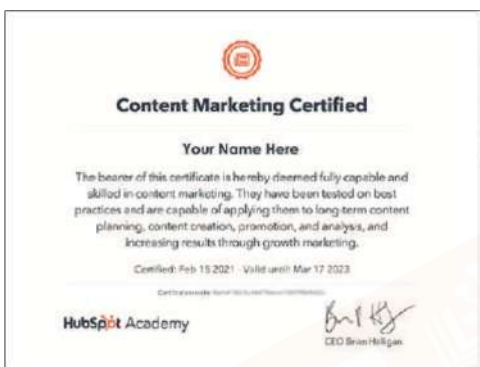 Content Marketing Certified
Your Name Here
The bearer of this certificate is hereby deemed fully capable and
skilled in content marketing. They have been tested on best
practices and are capable of applying them to long-term content
planning, content creation, promotion, and analysis, and
increasing results through growth marketing.
Certified: Feb 15 2021 - Valid until: Mar 17 2023
HubSpot Academy
CEO Brian Halligan